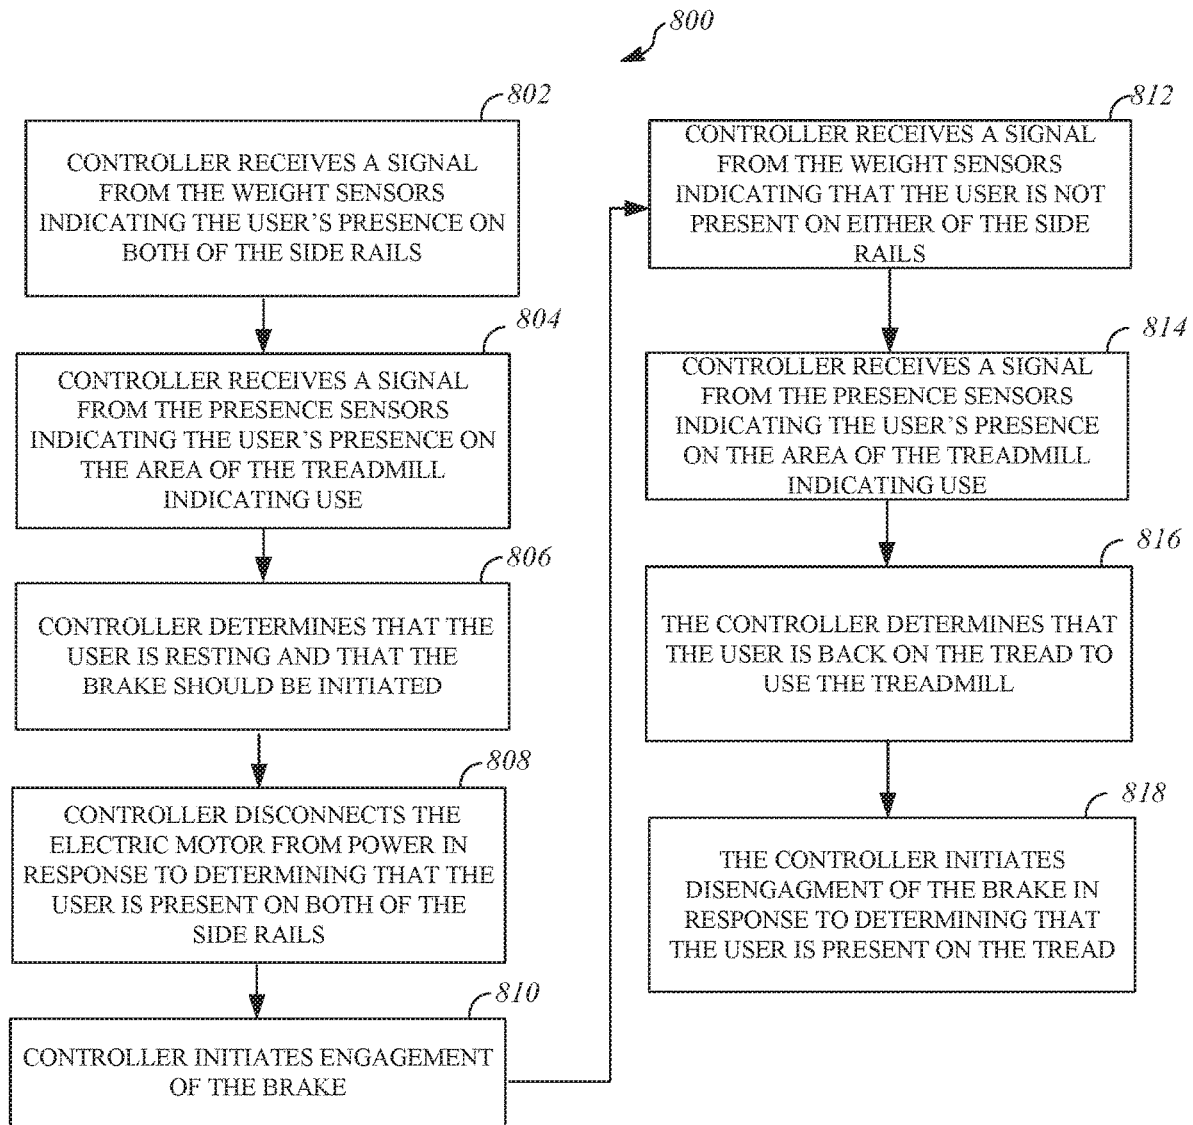 800
802
CONTROLLER RECEIVES A SIGNAL
FROM THE WEIGHT SENSORS
INDICATING THE USER'S PRESENCE ON
BOTH OF THE SIDE RAILS
804
CONTROLLER RECEIVES A SIGNAL
FROM THE PRESENCE SENSORS
INDICATING THE USER'S PRESENCE ON
THE AREA OF THE TREADMILL
INDICATING USE
806
CONTROLLER DETERMINES THAT THE
USER IS RESTING AND THAT THE
BRAKE SHOULD BE INITIATED
808
CONTROLLER DISCONNECTS THE
ELECTRIC MOTOR FROM POWER IN
RESPONSE TO DETERMINING THAT THE
USER IS PRESENT ON BOTH OF THE
SIDE RAILS
810
CONTROLLER INITIATES ENGAGEMENT
OF THE BRAKE
812
CONTROLLER RECEIVES A SIGNAL
FROM THE WEIGHT SENSORS
INDICATING THAT THE USER IS NOT
PRESENT ON EITHER OF THE SIDE
RAILS
814
CONTROLLER RECEIVES A SIGNAL
FROM THE PRESENCE SENSORS
INDICATING THE USER'S PRESENCE
ON THE AREA OF THE TREADMILL
INDICATING USE
816
THE CONTROLLER DETERMINES THAT
THE USER IS BACK ON THE TREAD TO
USE THE TREADMILL
818
THE CONTROLLER INITIATES
DISENGAGMENT OF THE BRAKE IN
RESPONSE TO DETERMINING THAT
THE USER IS PRESENT ON THE TREAD